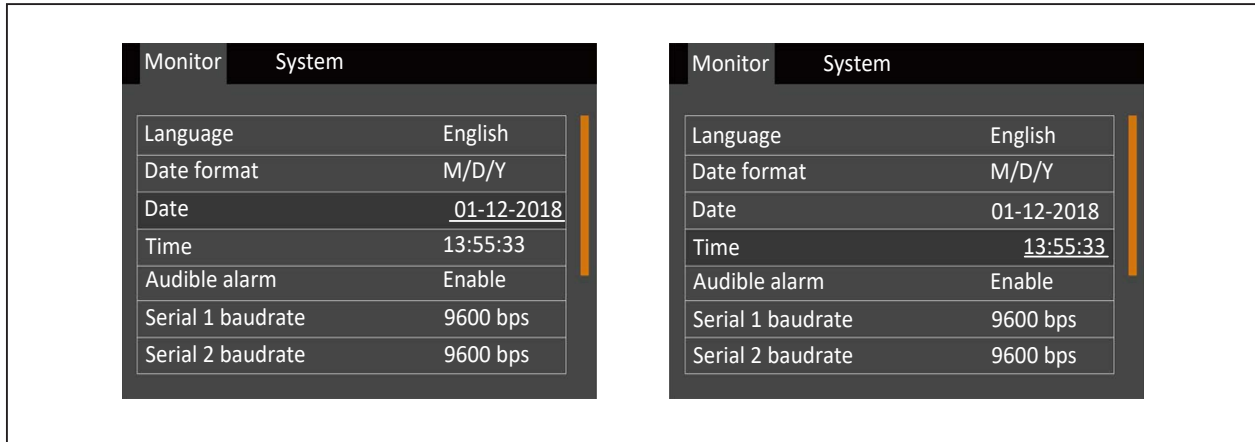 Monitor System
Language English
Date format M/D/Y
Date 01-12-2018
Time 13:55:33
Audible alarm Enable
Serial 1 baudrate 9600 bps
Serial 2 baudrate 9600 bps
Monitor System
Language English
Date format M/D/Y
Date 01-12-2018
Time 13:55:33
Audible alarm Enable
Serial 1 baudrate 9600 bps
Serial 2 baudrate 9600 bps